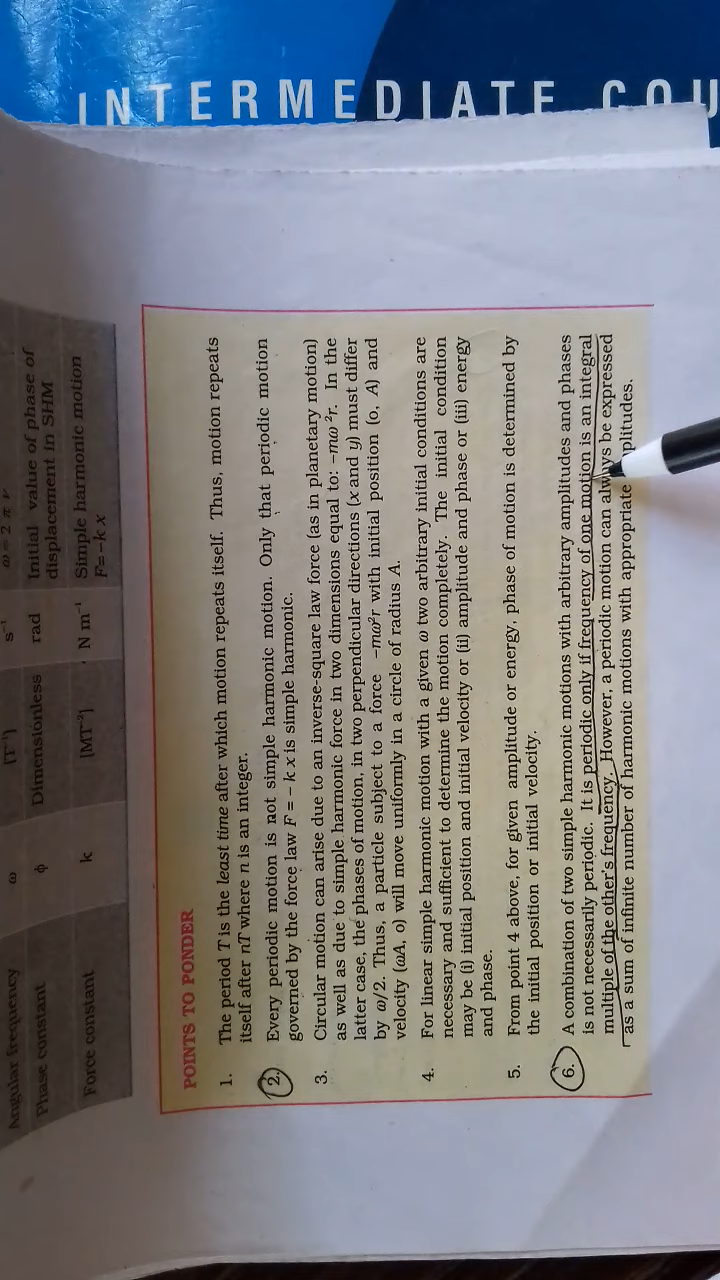 INTERMEDIATE COU
Angular frequency ω [T⁻¹] s⁻¹ ω = 2 π ν
Phase constant ϕ Dimensionless rad Initial value of phase of
displacement in SHM
Force constant k [MT⁻²] N m⁻¹ Simple harmonic motion
F=–k x
POINTS TO PONDER
1. The period T is the least time after which motion repeats itself. Thus, motion repeats
itself after nT where n is an integer.
2. Every periodic motion is not simple harmonic motion. Only that periodic motion
governed by the force law F = – k x is simple harmonic.
3. Circular motion can arise due to an inverse-square law force (as in planetary motion)
as well as due to simple harmonic force in two dimensions equal to: –mω²r. In the
latter case, the phases of motion, in two perpendicular directions (x and y) must differ
by ω/2. Thus, a particle subject to a force –mω²r with initial position (o, A) and
velocity (ωA, o) will move uniformly in a circle of radius A.
4. For linear simple harmonic motion with a given ω two arbitrary initial conditions are
necessary and sufficient to determine the motion completely. The initial condition
may be (i) initial position and initial velocity or (ii) amplitude and phase or (iii) energy
and phase.
5. From point 4 above, for given amplitude or energy, phase of motion is determined by
the initial position or initial velocity.
6. A combination of two simple harmonic motions with arbitrary amplitudes and phases
is not necessarily periodic. It is periodic only if frequency of one motion is an integral
multiple of the other's frequency. However, a periodic motion can always be expressed
as a sum of infinite number of harmonic motions with appropriate plitudes.